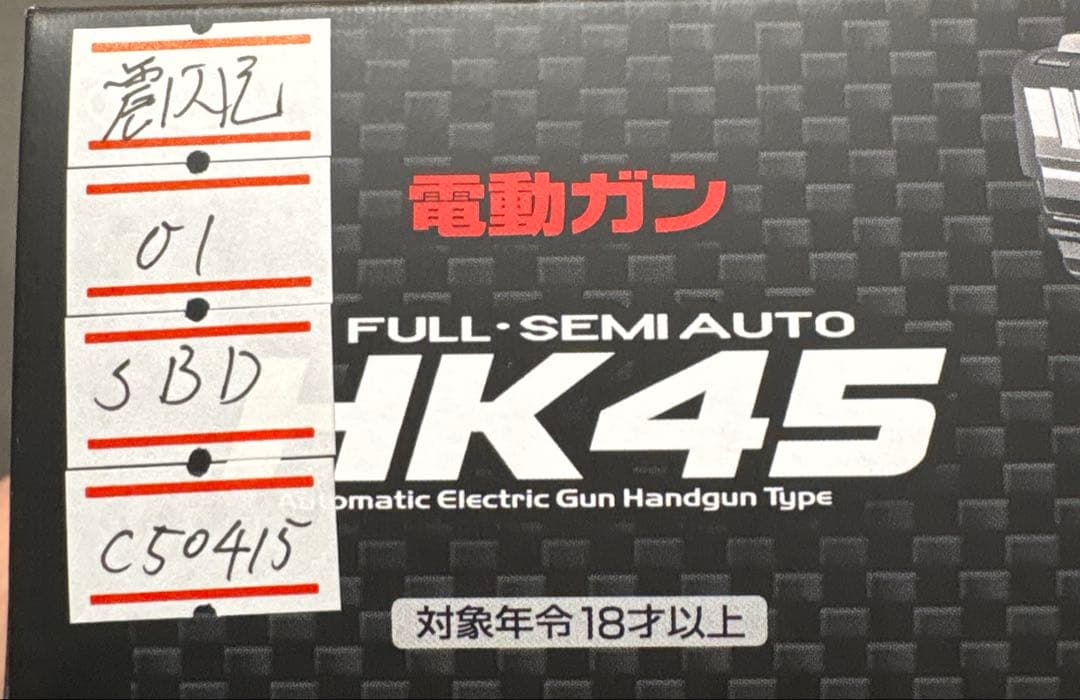 01
SBD
C50415
電動ガン
FULL・SEMI AUTO
HK45
Automatic Electric Gun Handgun Type
対象年令18才以上